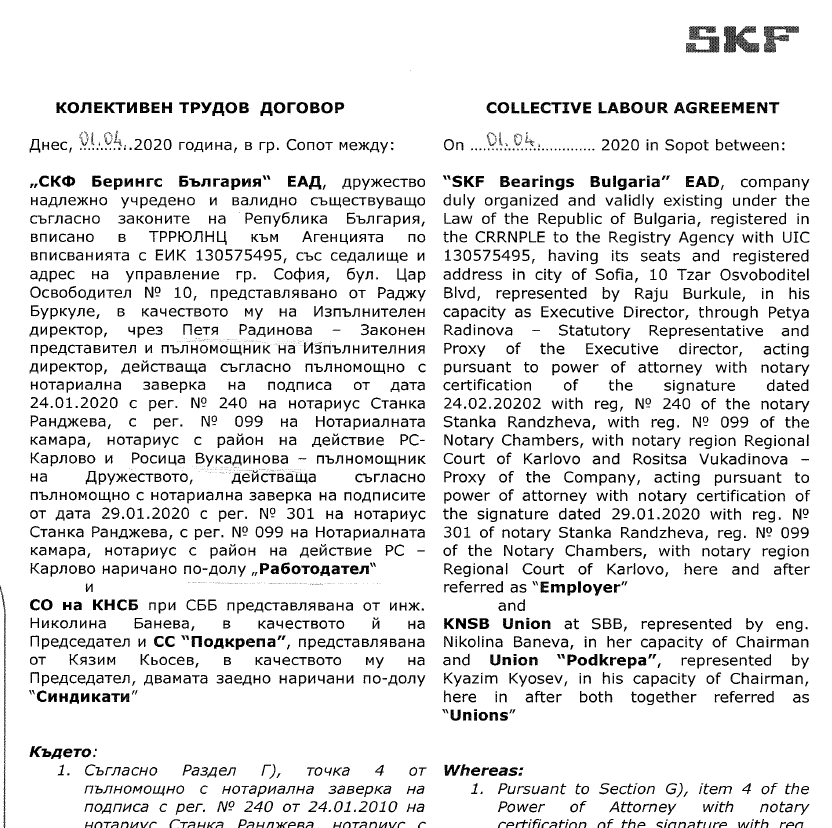 SKF
КОЛЕКТИВЕН ТРУДОВ ДОГОВОР
Днес, 01.04..2020 година, в гр. Сопот между:
„СКФ Берингс България“ ЕАД, дружество
надлежно учредено и валидно съществуващо
съгласно законите на Република България,
вписано в ТРРЮЛНЦ към Агенцията по
вписванията с ЕИК 130575495, със седалище и
адрес на управление гр. София, бул. Цар
Освободител № 10, представлявано от Раджу
Буркуле, в качеството му на Изпълнителен
директор, чрез Петя Радинова – Законен
представител и пълномощник на Изпълнителния
директор, действаща съгласно пълномощно с
нотариална заверка на подписа от дата
24.01.2020 с рег. № 240 на нотариус Станка
Ранджева, с рег. № 099 на Нотариалната
камара, нотариус с район на действие РС-
Карлово и Росица Вукадинова – пълномощник
на Дружеството, действаща съгласно
пълномощно с нотариална заверка на подписите
от дата 29.01.2020 с рег. № 301 на нотариус
Станка Ранджева, с рег. № 099 на Нотариалната
камара, нотариус с район на действие РС –
Карлово наричано по-долу „Работодател“
и
СО на КНСБ при СББ представлявана от инж.
Николина Банева, в качеството й на
Председател и СС "Подкрепа", представлявана
от Кязим Кьосев, в качеството му на
Председател, двамата заедно наричани по-долу
"Синдикати"
Където:
1. Съгласно Раздел Г), точка 4 от
пълномощно с нотариална заверка на
подписа с рег. № 240 от 24.01.2010 на
нотариус Станка Ранджева, нотариус с
COLLECTIVE LABOUR AGREEMENT
On ....01.04............. 2020 in Sopot between:
"SKF Bearings Bulgaria" EAD, company
duly organized and validly existing under the
Law of the Republic of Bulgaria, registered in
the CRRNPLE to the Registry Agency with UIC
130575495, having its seats and registered
address in city of Sofia, 10 Tzar Osvoboditel
Blvd, represented by Raju Burkule, in his
capacity as Executive Director, through Petya
Radinova – Statutory Representative and
Proxy of the Executive director, acting
pursuant to power of attorney with notary
certification of the signature dated
24.02.20202 with reg, № 240 of the notary
Stanka Randzheva, with reg. № 099 of the
Notary Chambers, with notary region Regional
Court of Karlovo and Rositsa Vukadinova –
Proxy of the Company, acting pursuant to
power of attorney with notary certification of
the signature dated 29.01.2020 with reg. №
301 of notary Stanka Randzheva, reg. № 099
of the Notary Chambers, with notary region
Regional Court of Karlovo, here and after
referred as "Employer"
and
KNSB Union at SBB, represented by eng.
Nikolina Baneva, in her capacity of Chairman
and Union "Podkrepa", represented by
Kyazim Kyosev, in his capacity of Chairman,
here in after both together referred as
"Unions"
Whereas:
1. Pursuant to Section G), item 4 of the
Power of Attorney with notary
certification of the signature with reg.